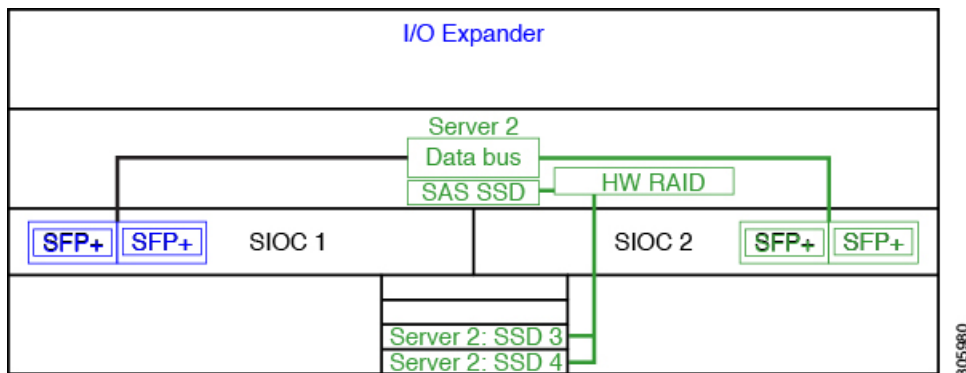 I/O Expander
Server 2
Data bus
SAS SSD
HW RAID
SFP+ SFP+ SIOC 1 SIOC 2 SFP+ SFP+
Server 2: SSD 3
Server 2: SSD 4
305980